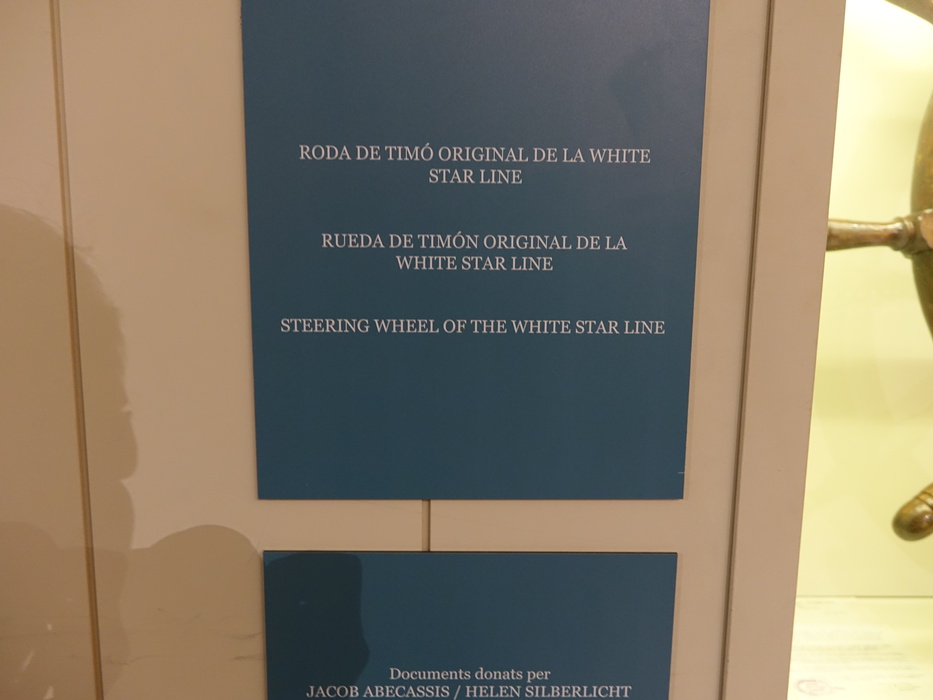 RODA DE TIMÓ ORIGINAL DE LA WHITE
STAR LINE
RUEDA DE TIMÓN ORIGINAL DE LA
WHITE STAR LINE
STEERING WHEEL OF THE WHITE STAR LINE
Documents donats per
JACOB ABECASSIS / HELEN SILBERLICHT